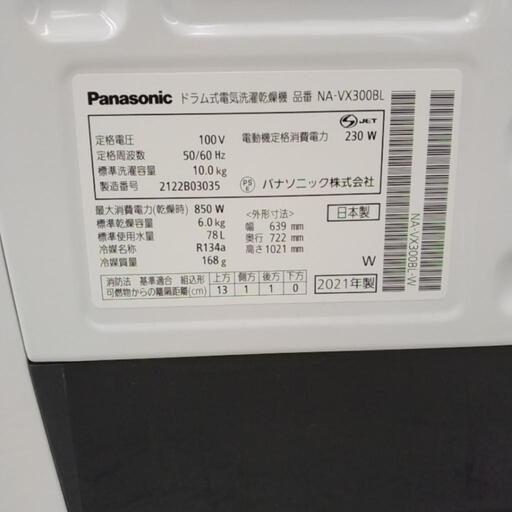 Panasonic ドラム式電気洗濯乾燥機 品番 NA-VX300BL
定格電圧 100V
定格周波数 50/60 Hz
標準洗濯容量 10.0kg
製造番号 2122B03035
電動機定格消費電力 230 W
S JET
PS E パナソニック株式会社
最大消費電力(乾燥時) 850 W
標準乾燥容量 6.0kg
標準使用水量 78L
冷媒名称 R134a
冷媒質量 168g
<外形寸法>
幅 639 mm
奥行 722 mm
高さ 1021 mm
日本製
W
消防法 基準適合 組込形 上方 側方 後方 下方
可燃物からの離隔距離(cm) 13 1 1 0
2021年製
NA-VX300BL-W